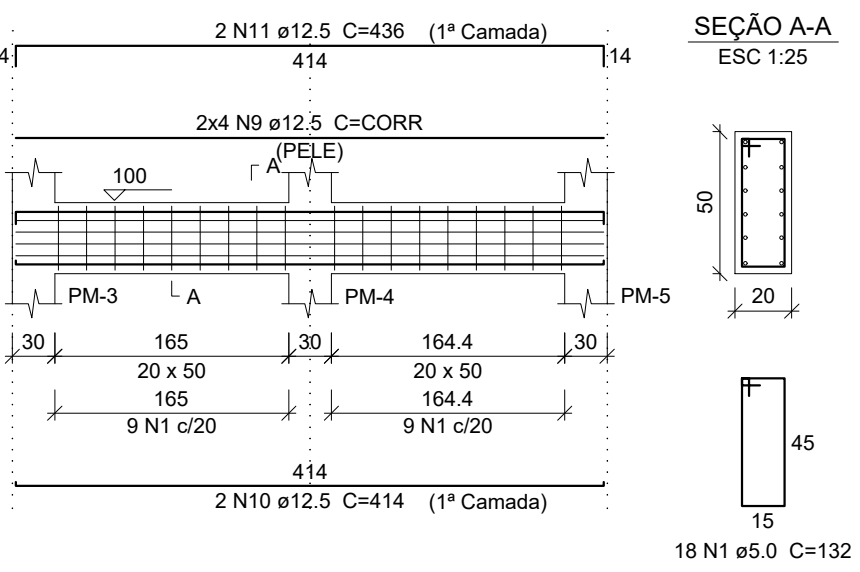 2 N11 ø12.5 C=436 (1ª Camada)
4
414
14
2x4 N9 ø12.5 C=CORR
(PELE)
A
100
PM-3
A
PM-4
PM-5
30
165
30
164.4
30
20 x 50
20 x 50
165
164.4
9 N1 c/20
9 N1 c/20
414
2 N10 ø12.5 C=414 (1ª Camada)
SEÇÃO A-A
ESC 1:25
50
20
45
15
18 N1 ø5.0 C=132